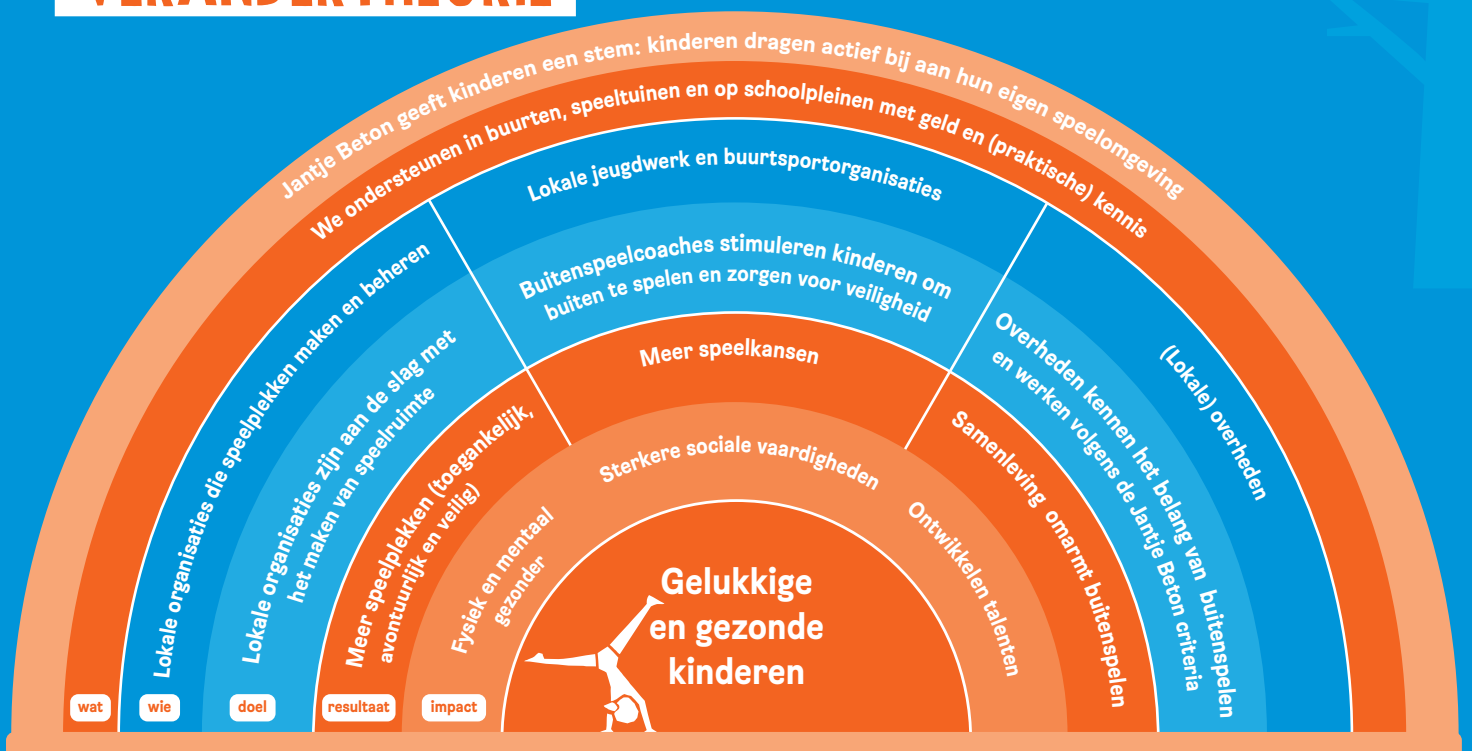 VERANDERTHEORIE
Jantje Beton geeft kinderen een stem: kinderen dragen actief bij aan hun eigen speelomgeving
We ondersteunen in buurten, speeltuinen en op schoolpleinen met geld en (praktische) kennis
Lokale organisaties die speelplekken maken en beheren
Lokale jeugdwerk en buurtsportorganisaties
(Lokale) overheden
Lokale organisaties zijn aan de slag met
het maken van speelruimte
Buitenspeelcoaches stimuleren kinderen om
buiten te spelen en zorgen voor veiligheid
Overheden kennen het belang van buitenspelen
en werken volgens de Jantje Beton criteria
Meer speelplekken (toegankelijk,
avontuurlijk en veilig)
Meer speelkansen
Samenleving omarmt buitenspelen
Fysiek en mentaal
gezonder
Sterkere sociale vaardigheden
Ontwikkelen talenten
Gelukkige
en gezonde
kinderen
wat
wie
doel
resultaat
impact